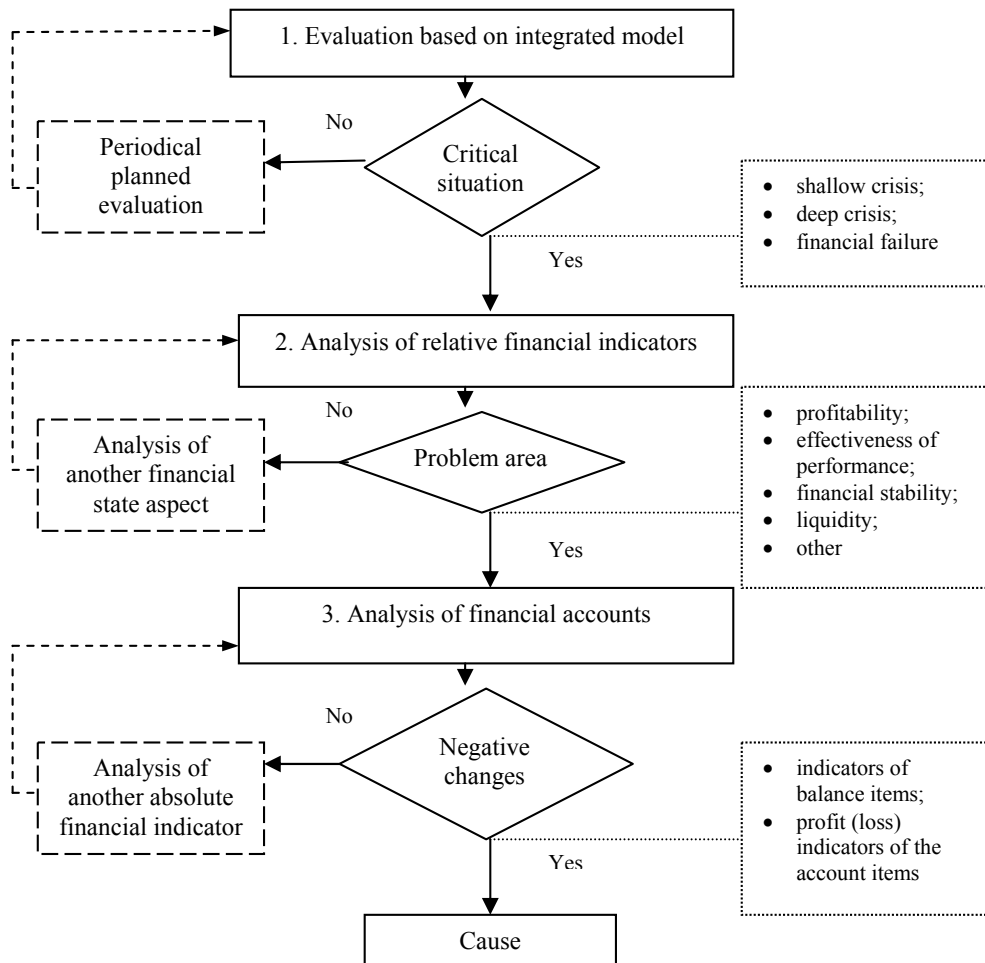 1. Evaluation based on integrated model
No
Periodical
planned
evaluation
Critical
situation
• shallow crisis;
• deep crisis;
• financial failure
Yes
2. Analysis of relative financial indicators
No
Analysis of
another financial
state aspect
Problem area
• profitability;
• effectiveness of
performance;
• financial stability;
• liquidity;
• other
Yes
3. Analysis of financial accounts
No
Analysis of
another absolute
financial indicator
Negative
changes
• indicators of
balance items;
• profit (loss)
indicators of the
account items
Yes
Cause